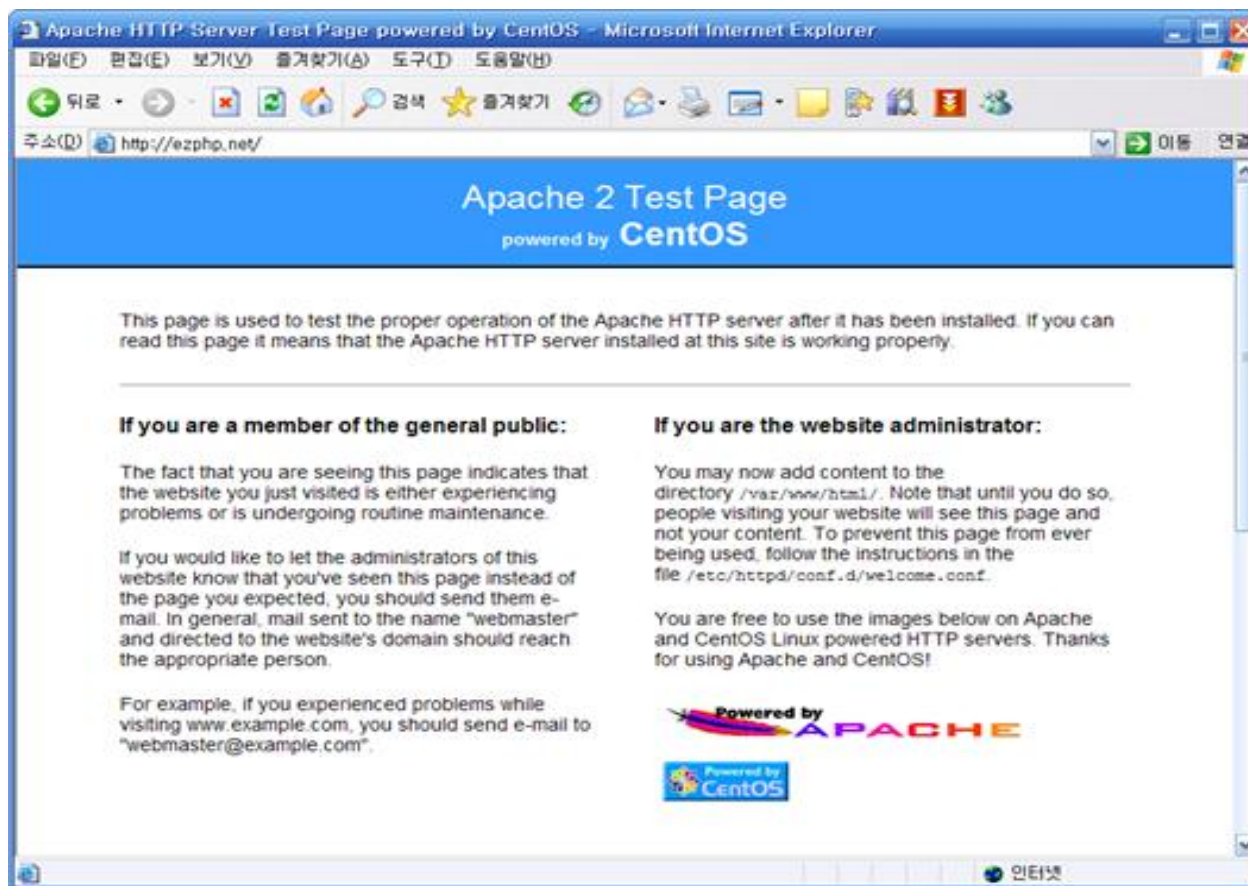 Apache HTTP Server Test Page powered by CentOS - Microsoft Internet Explorer
파일(F) 편집(E) 보기(V) 즐겨찾기(A) 도구(T) 도움말(H)
뒤로 검색 즐겨찾기
주소(D) http://ezphp.net/ 이동 연결
Apache 2 Test Page
powered by CentOS
This page is used to test the proper operation of the Apache HTTP server after it has been installed. If you can
read this page it means that the Apache HTTP server installed at this site is working properly.
If you are a member of the general public:
The fact that you are seeing this page indicates that
the website you just visited is either experiencing
problems or is undergoing routine maintenance.
If you would like to let the administrators of this
website know that you've seen this page instead of
the page you expected, you should send them e-
mail. In general, mail sent to the name "webmaster"
and directed to the website's domain should reach
the appropriate person.
For example, if you experienced problems while
visiting www.example.com, you should send e-mail to
"webmaster@example.com".
If you are the website administrator:
You may now add content to the
directory /var/www/html/. Note that until you do so,
people visiting your website will see this page and
not your content. To prevent this page from ever
being used, follow the instructions in the
file /etc/httpd/conf.d/welcome.conf.
You are free to use the images below on Apache
and CentOS Linux powered HTTP servers. Thanks
for using Apache and CentOS!
Powered by
APACHE
Powered by
CentOS
인터넷